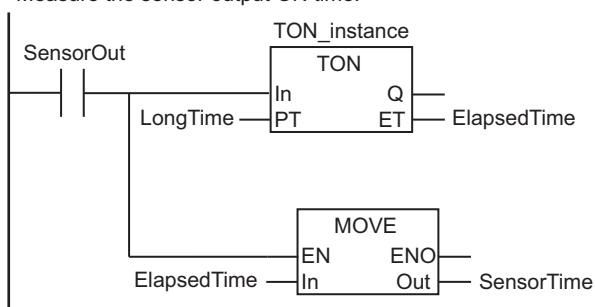 Measure the sensor output ON time.
TON_instance
SensorOut
TON
In Q
LongTime PT ET ElapsedTime
MOVE
EN ENO
ElapsedTime In Out SensorTime